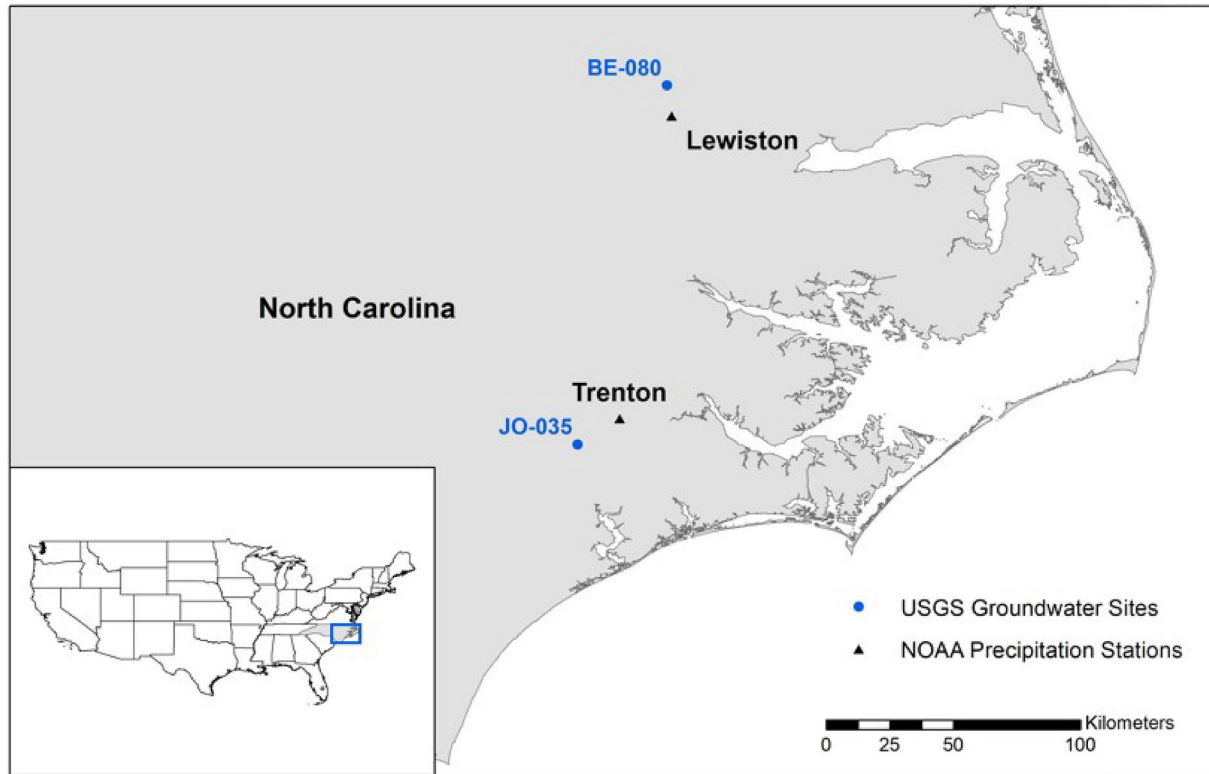 BE-080
Lewiston
North Carolina
Trenton
JO-035
USGS Groundwater Sites
NOAA Precipitation Stations
Kilometers
0 25 50 100